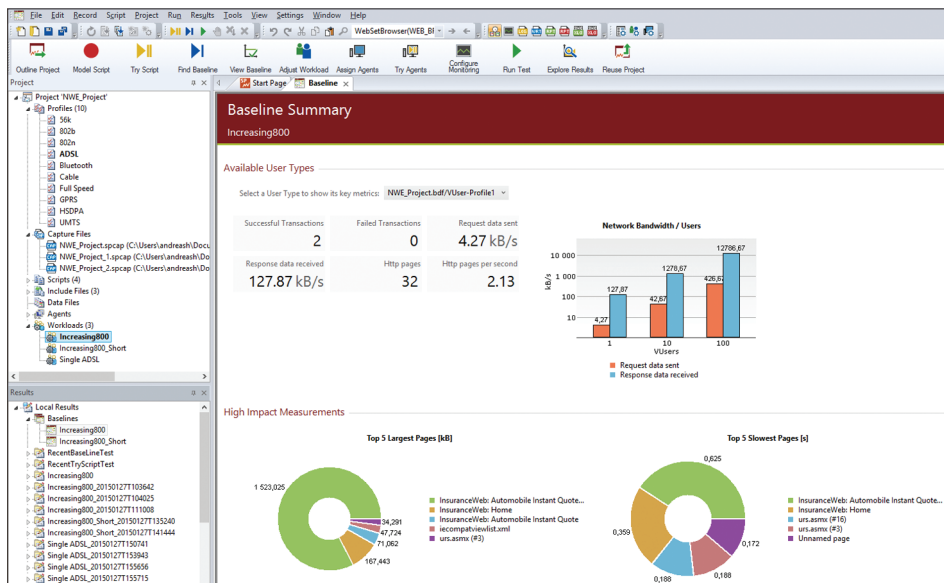 File Edit Record Script Project Run Results Tools View Settings Window Help
WebSetBrowser(WEB_BI
Outline Project Model Script Try Script Find Baseline View Baseline Adjust Workload Assign Agents Try Agents Configure Monitoring Run Test Explore Results Reuse Project
Project
Project 'NWE_Project'
Profiles (10)
56k
802b
802n
ADSL
Bluetooth
Cable
Full Speed
GPRS
HSDPA
UMTS
Capture Files
NWE_Project.spcap (C:\Users\andreash\Docu
NWE_Project_1.spcap (C:\Users\andreash\Do
NWE_Project_2.spcap (C:\Users\andreash\Do
Scripts (4)
Include Files (3)
Data Files
Agents
Workloads (3)
Increasing800
Increasing800_Short
Single ADSL
Results
Local Results
Baselines
Increasing800
Increasing800_Short
RecentBaseLineTest
RecentTryScriptTest
Increasing800
Increasing800_20150127T103642
Increasing800_20150127T104025
Increasing800_20150127T111008
Increasing800_Short_20150127T135240
Increasing800_Short_20150127T141444
Single ADSL_20150127T150741
Single ADSL_20150127T153943
Single ADSL_20150127T155656
Single ADSL_20150127T155715
Start Page Baseline
Baseline Summary
Increasing800
Available User Types
Select a User Type to show its key metrics: NWE_Project.bdf/VUser-Profile1
Successful Transactions Failed Transactions Request data sent
2 0 4.27 kB/s
Response data received Http pages Http pages per second
127.87 kB/s 32 2.13
Network Bandwidth / Users
12786,67
10 000
1278,67
1 000
426,67
127,87
100
42,67
10
4,27
kB/s
1 10 100
VUsers
Request data sent
Response data received
High Impact Measurements
Top 5 Largest Pages [kB]
1 523,025
34,291
47,724
71,062
167,443
InsuranceWeb: Automobile Instant Quote...
InsuranceWeb: Home
InsuranceWeb: Automobile Instant Quote
iecompatviewlist.xml
urs.asmx (#3)
Top 5 Slowest Pages [s]
0,625
0,359
0,172
0,188
0,188
InsuranceWeb: Automobile Instant Quote...
InsuranceWeb: Home
urs.asmx (#16)
urs.asmx (#3)
Unnamed page